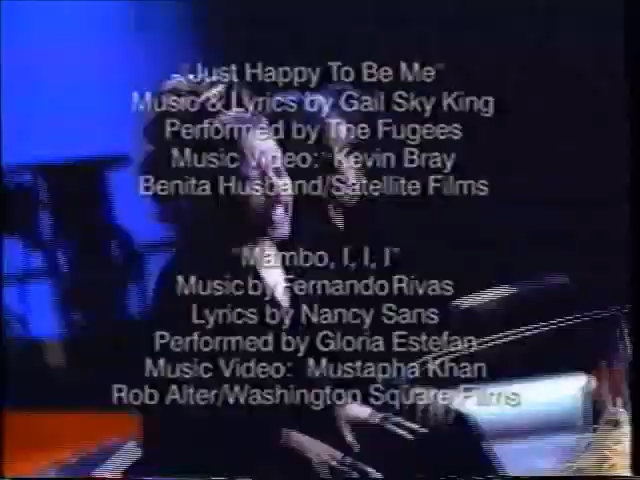 "Just Happy To Be Me"
Music & Lyrics by Gail Sky King
Performed by The Fugees
Music Video: Kevin Bray
Benita Husband/Satellite Films
"Mambo, I, I, I"
Music by Fernando Rivas
Lyrics by Nancy Sans
Performed by Gloria Estefan
Music Video: Mustapha Khan
Rob Alter/Washington Square Films